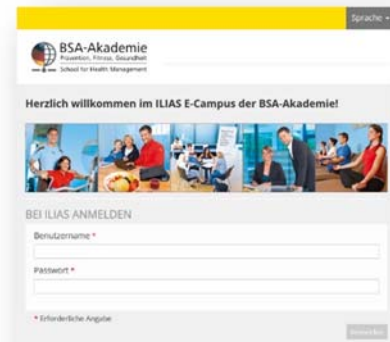 Sprache
BSA-Akademie
Prävention, Fitness, Gesundheit
School for Health Management
Herzlich willkommen im ILIAS E-Campus der BSA-Akademie!
BEI ILIAS ANMELDEN
Benutzername *
Passwort *
* Erforderliche Angabe
Anmelden